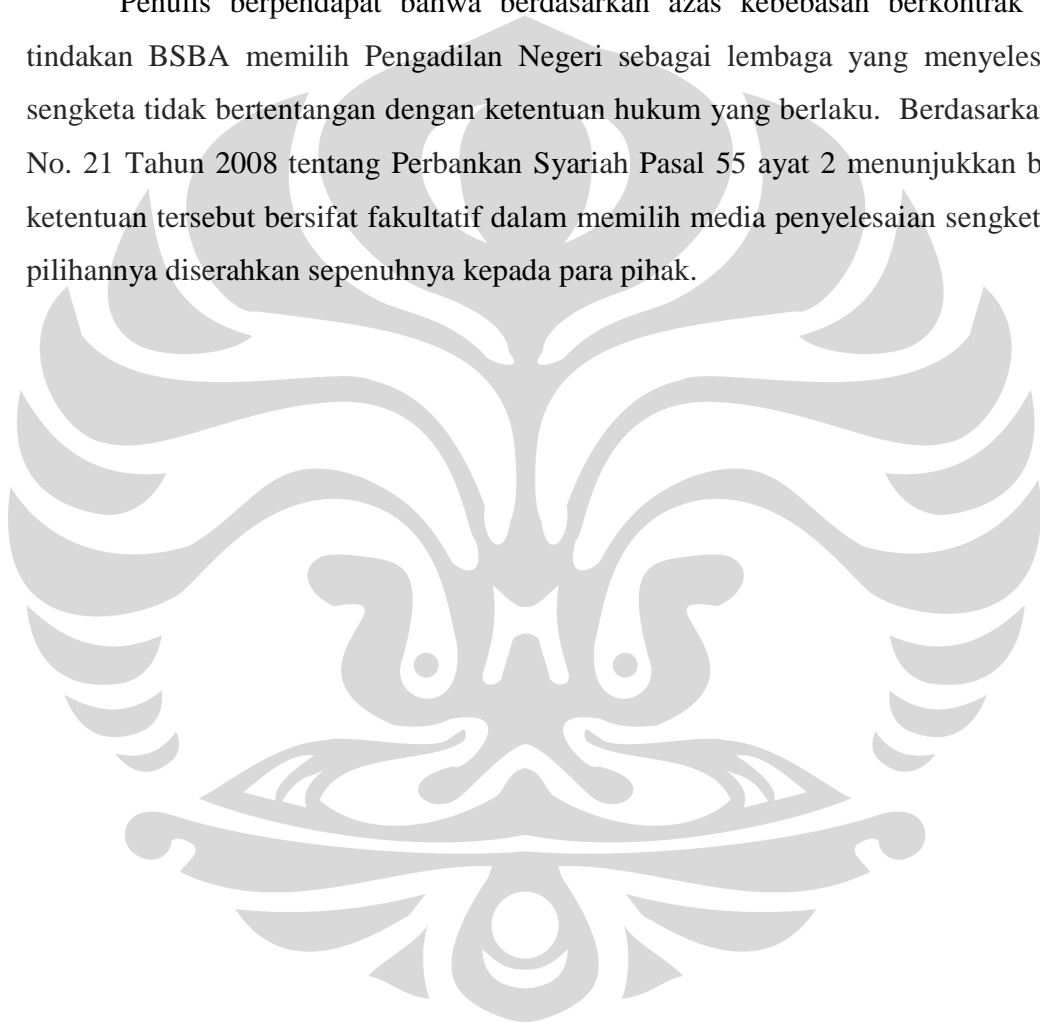 Penulis berpendapat bahwa berdasarkan azas kebebasan berkontrak
tindakan BSBA memilih Pengadilan Negeri sebagai lembaga yang menyeles
sengketa tidak bertentangan dengan ketentuan hukum yang berlaku. Berdasarka
No. 21 Tahun 2008 tentang Perbankan Syariah Pasal 55 ayat 2 menunjukkan b
ketentuan tersebut bersifat fakultatif dalam memilih media penyelesaian sengket
pilihannya diserahkan sepenuhnya kepada para pihak.